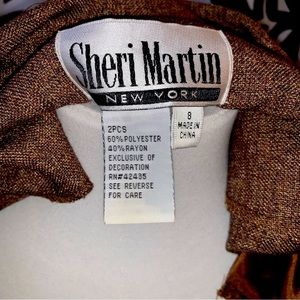 Sheri Martin
NEW YORK
2PCS
60% POLYESTER
40% RAYON
EXCLUSIVE OF
DECORATION
RN#42435
SEE REVERSE
FOR CARE
8
MADE IN
CHINA